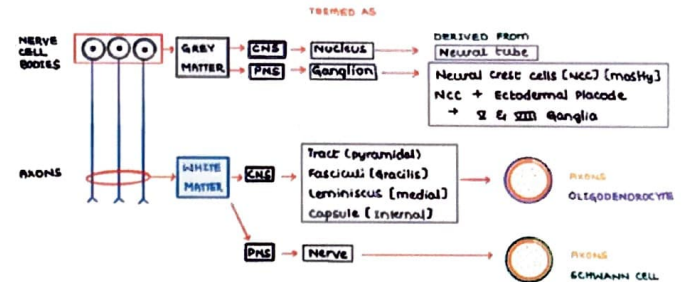 TERMED AS
NERVE
CELL
BODIES
GREY
MATTER
CNS
Nucleus
DERIVED FROM
Neural tube
PNS
Ganglion
Neural crest cells [NCC] [mostly]
NCC + Ectodermal Placode
→ V & VIII Ganglia
AXONS
WHITE
MATTER
CNS
Tract (pyramidal)
Fasciculi [gracilis)
Leminiscus [medial]
Capsule [internal]
AXONS
OLIGODENDROCYTE
PNS
Nerve
AXONS
SCHWANN CELL